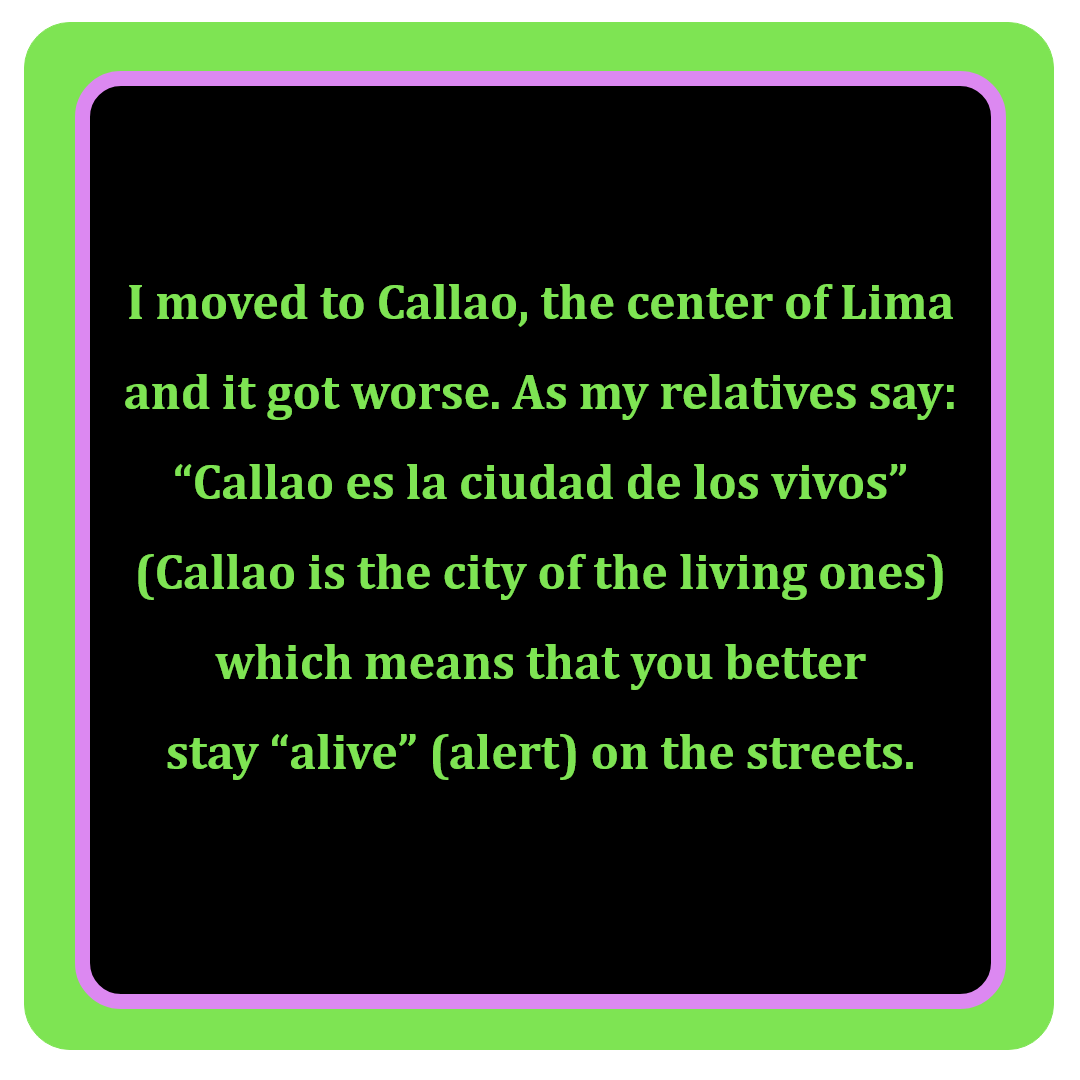 I moved to Callao, the center of Lima
and it got worse. As my relatives say:
“Callao es la ciudad de los vivos”
(Callao is the city of the living ones)
which means that you better
stay “alive” (alert) on the streets.